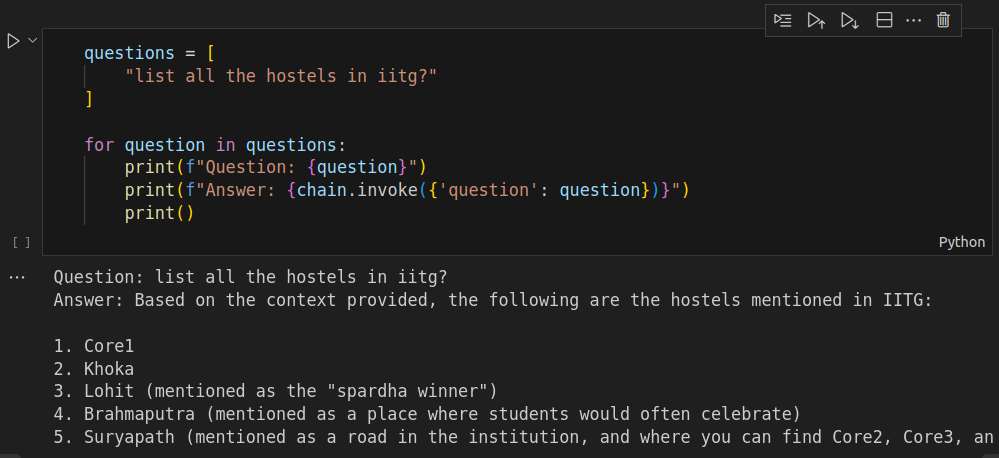 questions = [
    "list all the hostels in iitg?"
]
for question in questions:
    print(f"Question: {question}")
    print(f"Answer: {chain.invoke({'question': question})}")
    print()
[ ]
Python
... Question: list all the hostels in iitg?
Answer: Based on the context provided, the following are the hostels mentioned in IITG:
1. Core1
2. Khoka
3. Lohit (mentioned as the "spardha winner")
4. Brahmaputra (mentioned as a place where students would often celebrate)
5. Suryapath (mentioned as a road in the institution, and where you can find Core2, Core3, an